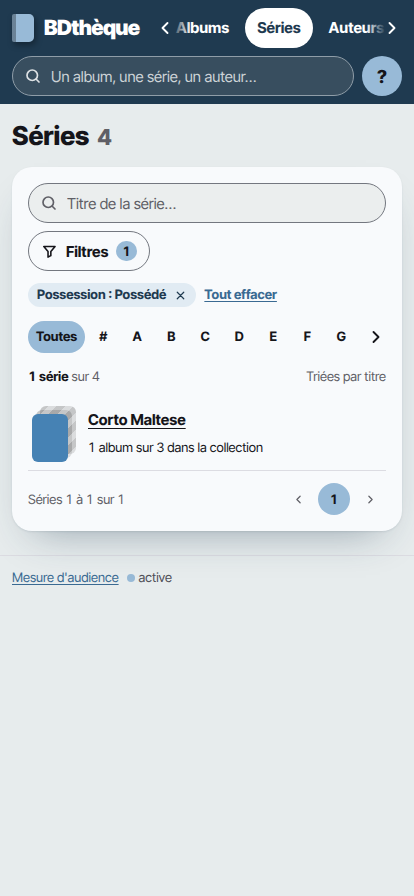 BDthèque
Albums
Séries
Auteurs
Un album, une série, un auteur...
?
Séries 4
Titre de la série...
Filtres 1
Possession : Possédé
Tout effacer
Toutes # A B C D E F G
1 série sur 4
Triées par titre
Corto Maltese
1 album sur 3 dans la collection
Séries 1 à 1 sur 1
1
Mesure d'audience
active